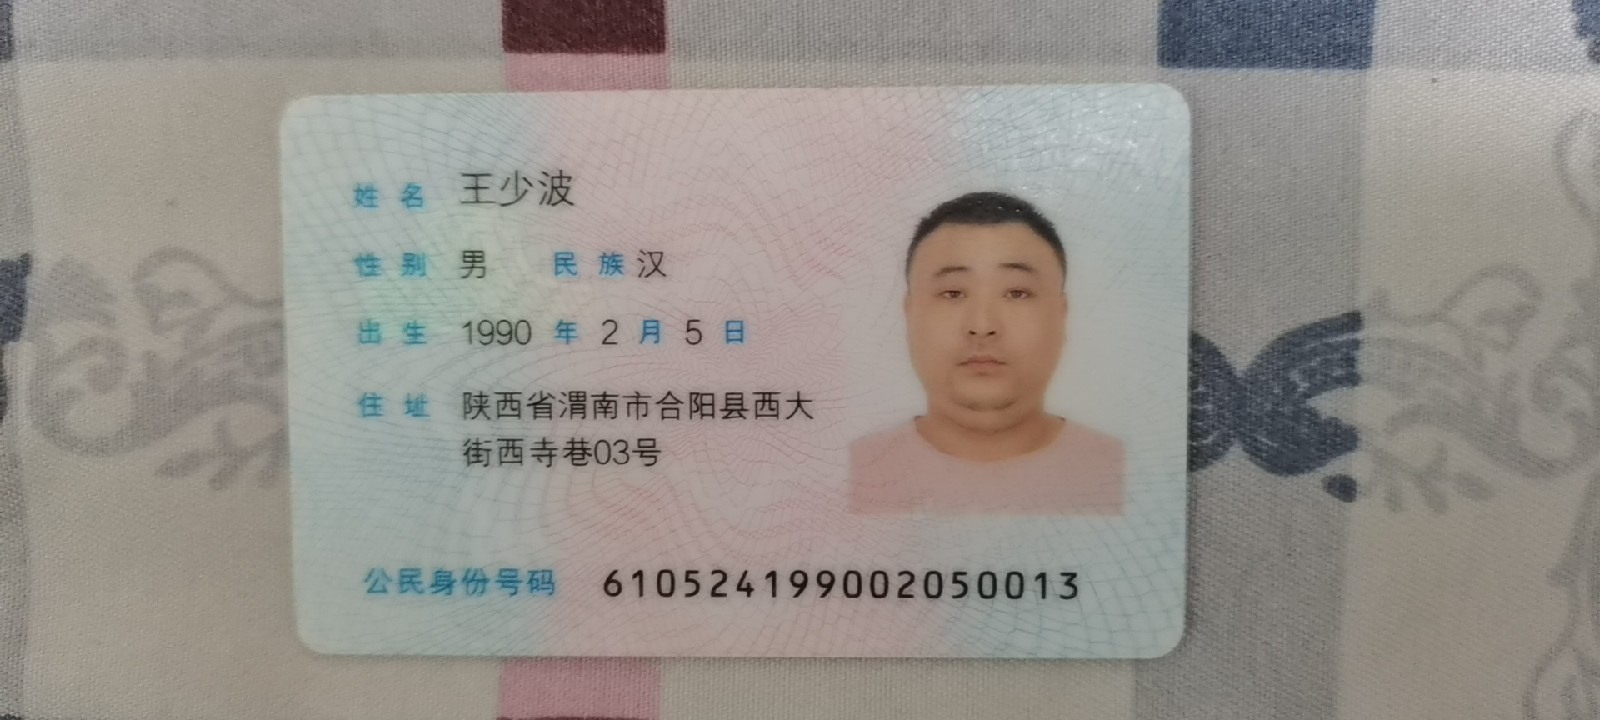 姓名 王少波
性别 男 民族 汉
出生 1990 年 2 月 5 日
住址 陕西省渭南市合阳县西大
街西寺巷03号
公民身份号码 610524199002050013